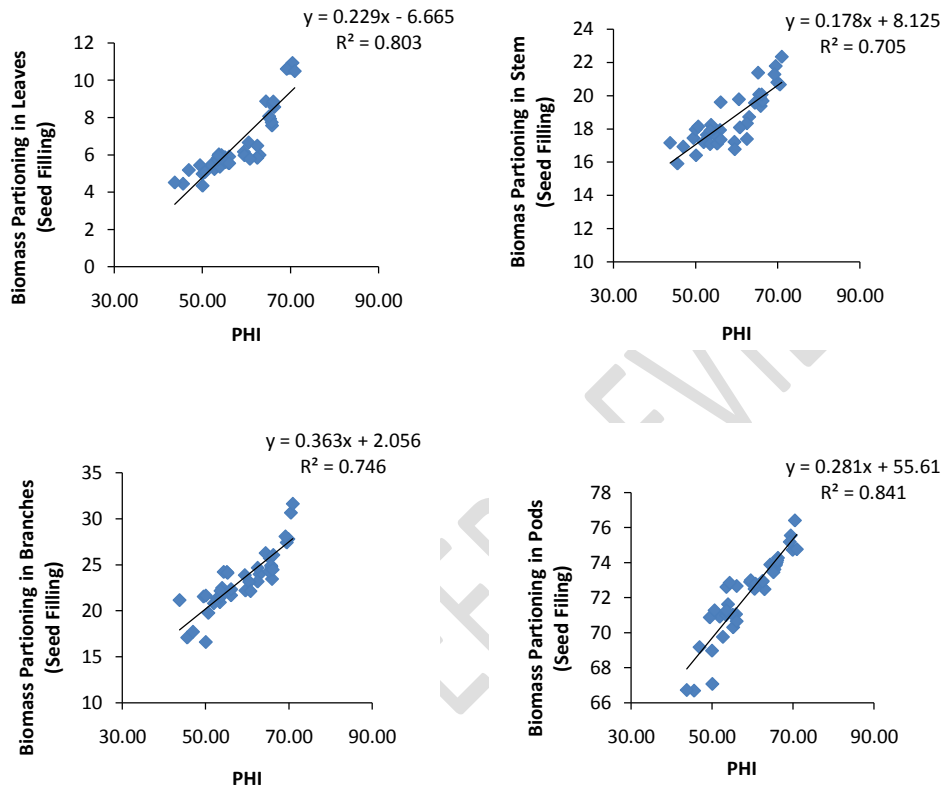 y = 0.229x - 6.665
R² = 0.803
12
10
8
6
4
2
0
30.00 50.00 70.00 90.00
PHI
Biomass Partioning in Leaves
(Seed Filling)
y = 0.178x + 8.125
R² = 0.705
24
22
20
18
16
14
12
10
30.00 50.00 70.00 90.00
PHI
Biomas Partioning in Stem
(Seed Filling)
y = 0.363x + 2.056
R² = 0.746
35
30
25
20
15
10
30.00 50.00 70.00 90.00
PHI
Biomass Partioning in Branches
(Seed Filling)
y = 0.281x + 55.61
R² = 0.841
78
76
74
72
70
68
66
30.00 50.00 70.00 90.00
PHI
Biomass Partioning in Pods
(Seed Filing)